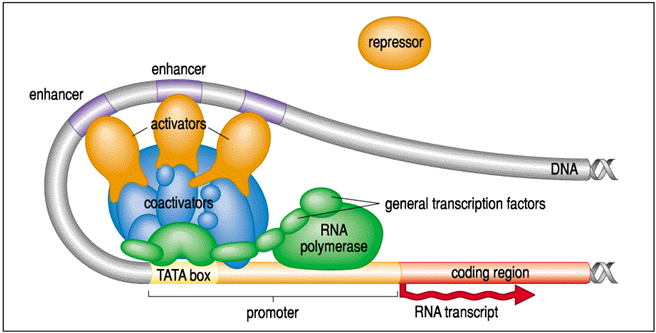 repressor
enhancer
enhancer
activators
DNA
coactivators
general transcription factors
RNA
polymerase
TATA box
coding region
promoter
RNA transcript